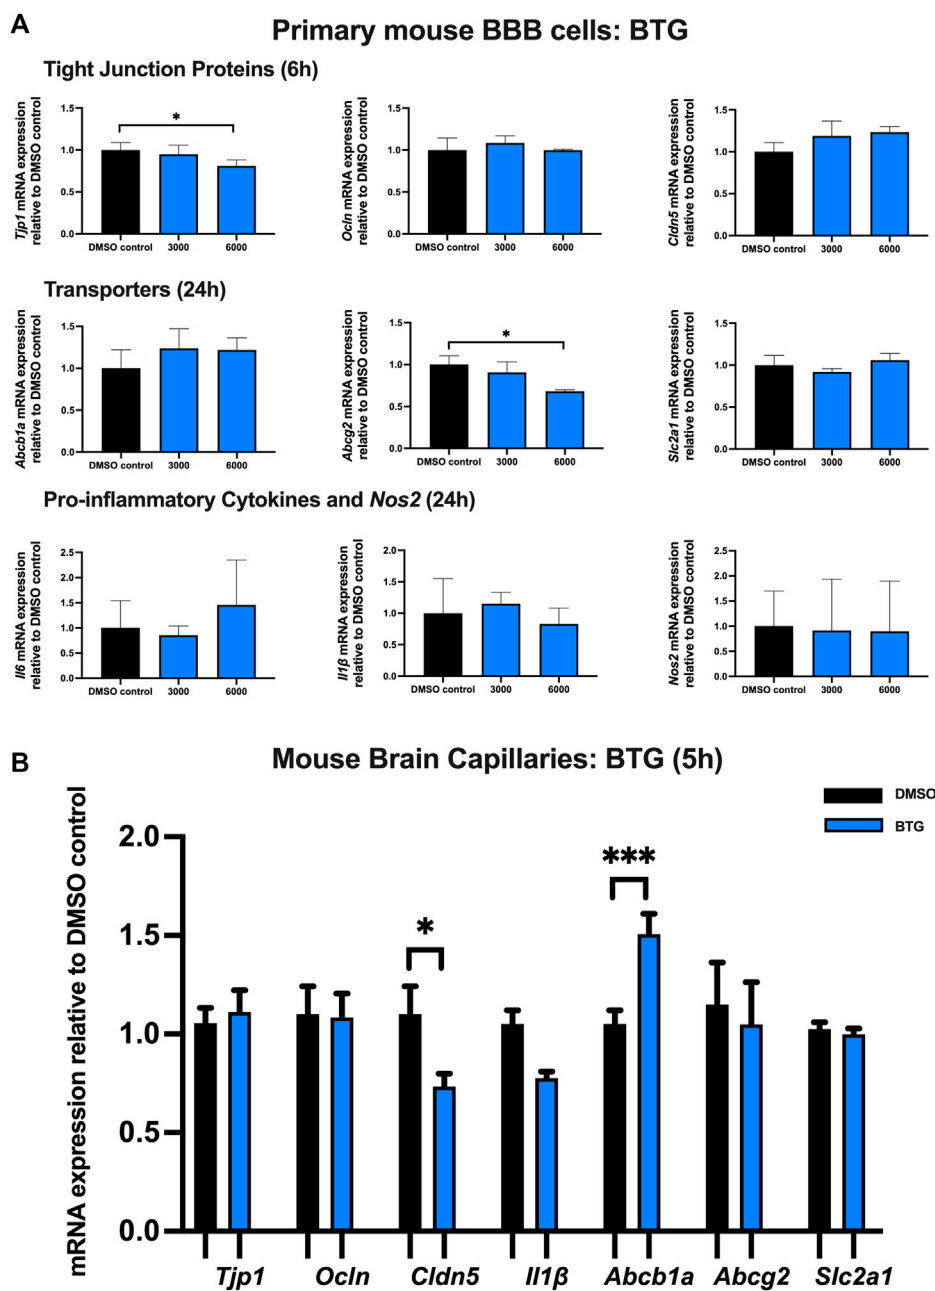 A
Primary mouse BBB cells: BTG
Tight Junction Proteins (6h)
Tjp1 mRNA expression
relative to DMSO control
1.5
1.0
0.5
0.0
*
DMSO control 3000 6000
Ocln mRNA expression
relative to DMSO control
1.5
1.0
0.5
0.0
DMSO control 3000 6000
Cldn5 mRNA expression
relative to DMSO control
1.5
1.0
0.5
0.0
DMSO control 3000 6000
Transporters (24h)
Abcb1a mRNA expression
relative to DMSO control
1.5
1.0
0.5
0.0
DMSO control 3000 6000
Abcg2 mRNA expression
relative to DMSO control
1.5
1.0
0.5
0.0
*
DMSO control 3000 6000
Slc2a1 mRNA expression
relative to DMSO control
1.5
1.0
0.5
0.0
DMSO control 3000 6000
Pro-inflammatory Cytokines and Nos2 (24h)
Il6 mRNA expression
relative to DMSO control
2.5
2.0
1.5
1.0
0.5
0.0
DMSO control 3000 6000
Il1β mRNA expression
relative to DMSO control
2.0
1.5
1.0
0.5
0.0
DMSO control 3000 6000
Nos2 mRNA expression
relative to DMSO control
2.5
2.0
1.5
1.0
0.5
0.0
DMSO control 3000 6000
B
Mouse Brain Capillaries: BTG (5h)
DMSO
BTG
mRNA expression relative to DMSO control
2.0
1.5
1.0
0.5
0.0
*
***
Tjp1 Ocln Cldn5 Il1β Abcb1a Abcg2 Slc2a1